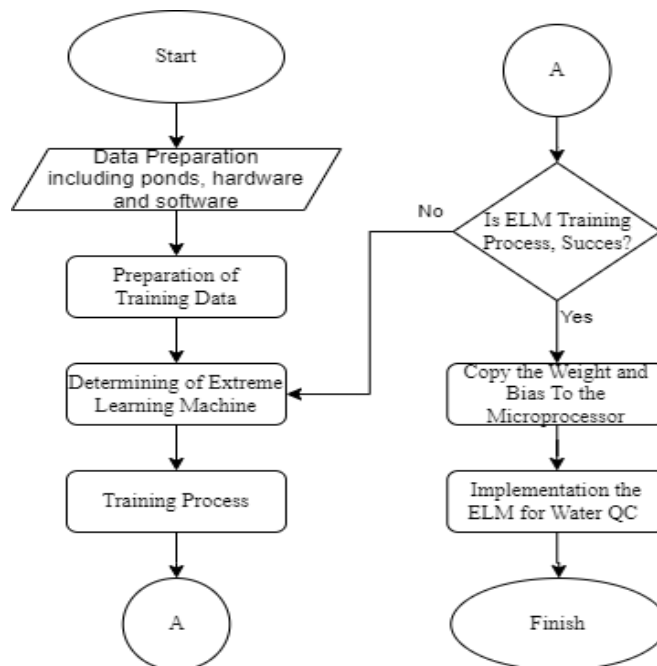 Start
Data Preparation
including ponds, hardware
and software
Preparation of
Training Data
Determining of Extreme
Learning Machine
Training Process
A
A
Is ELM Training
Process, Succes?
No
Yes
Copy the Weight and
Bias To the
Microprocessor
Implementation the
ELM for Water QC
Finish